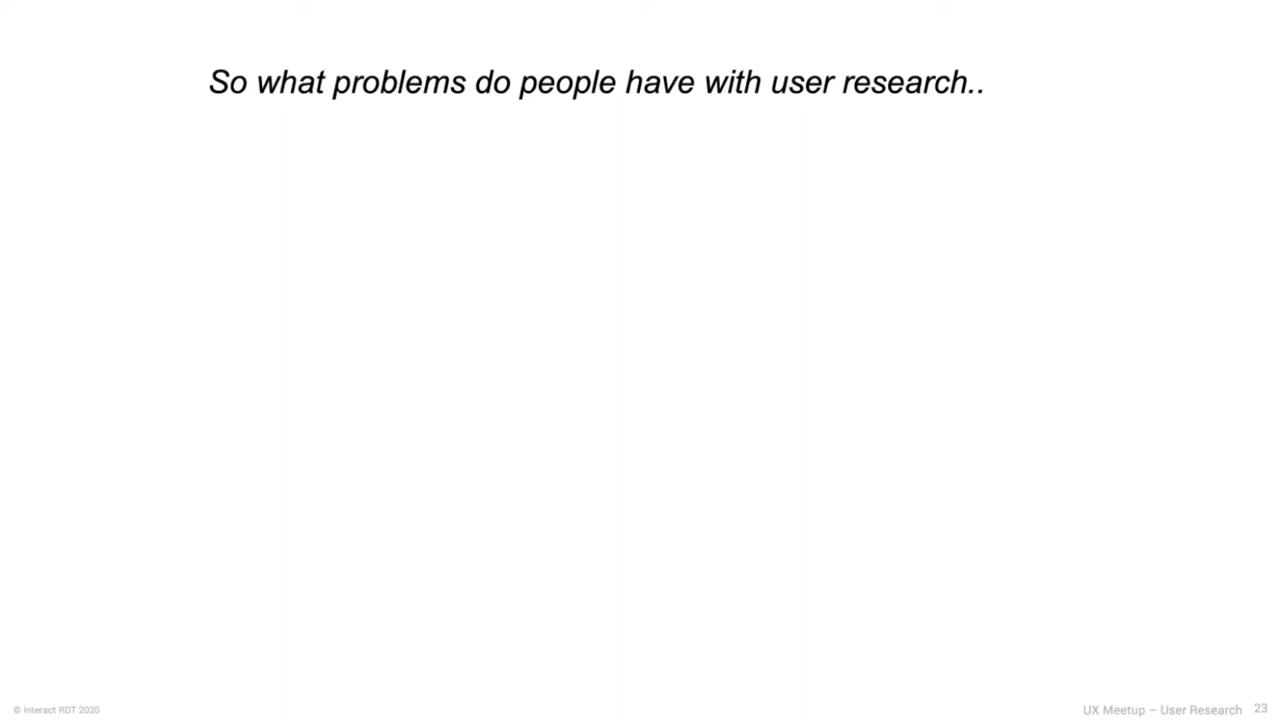 So what problems do people have with user research..
© Interact RDT 2020
UX Meetup – User Research 23